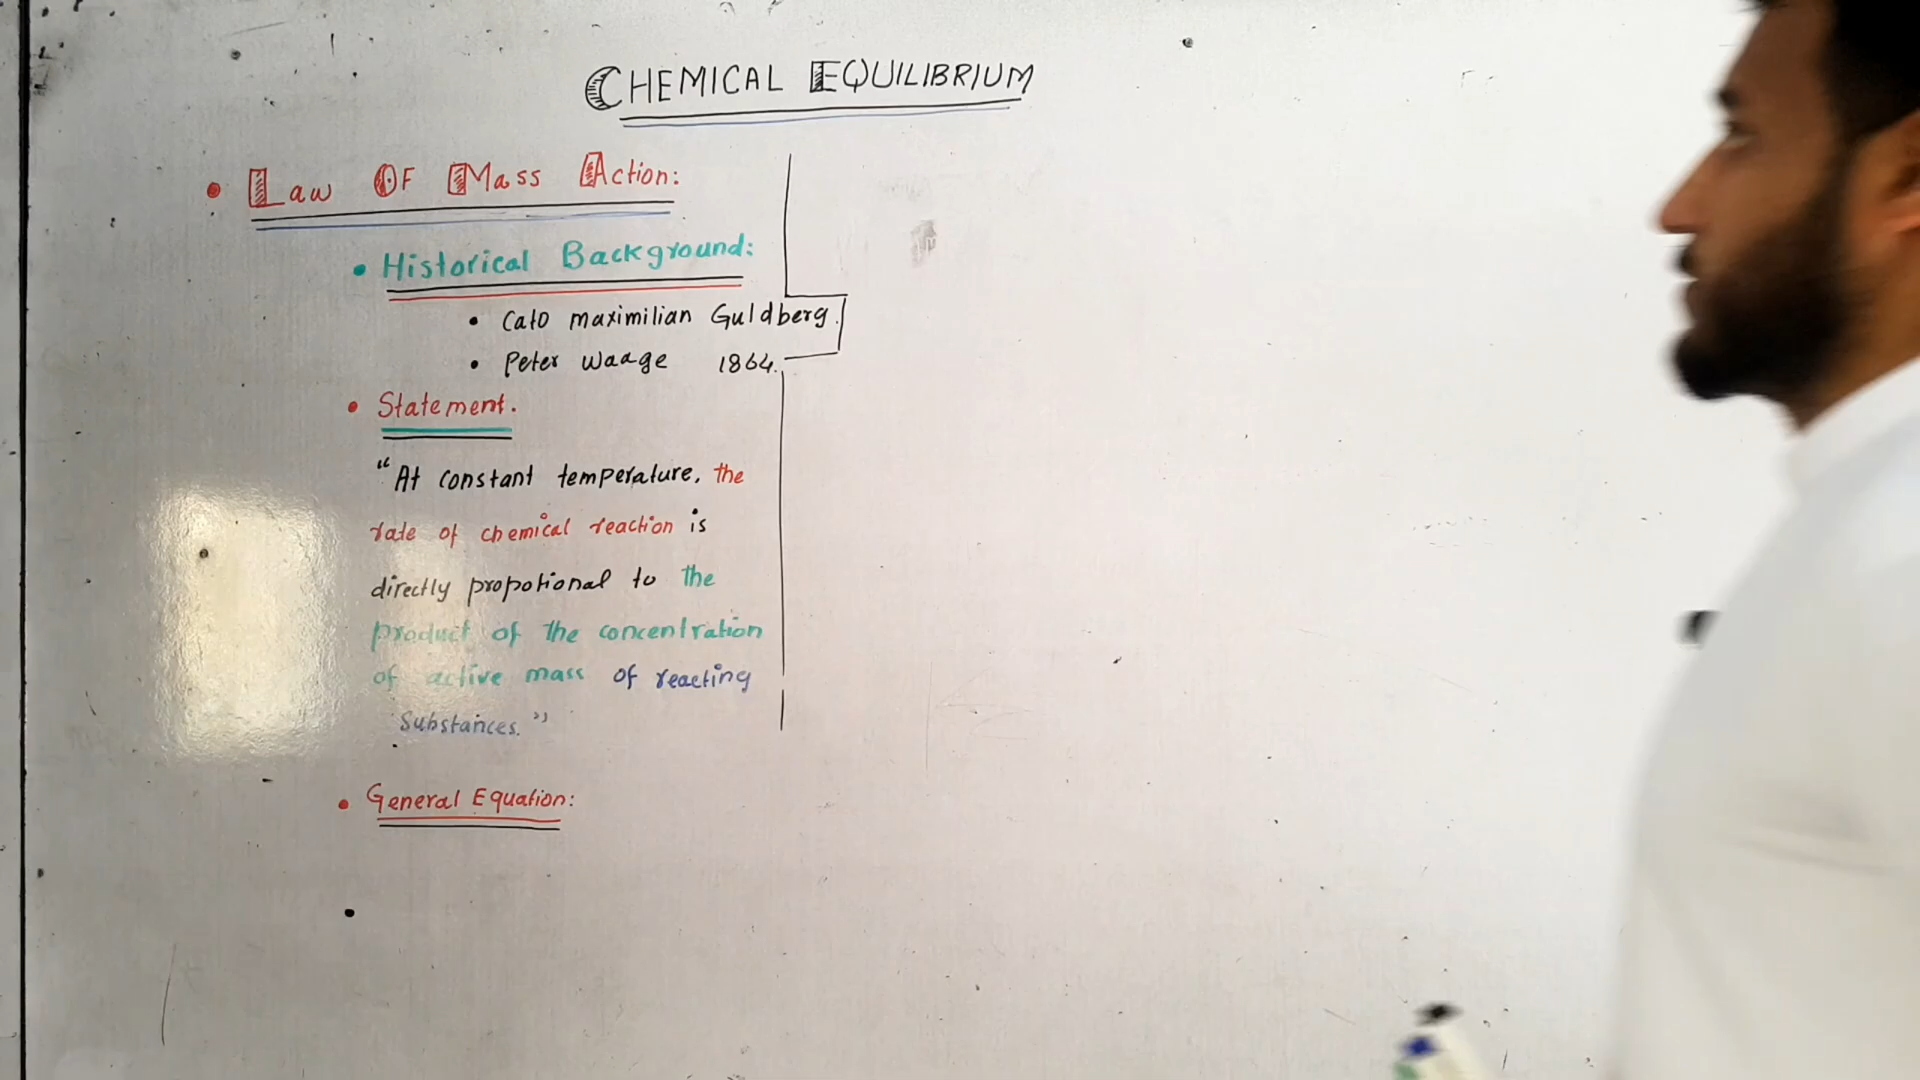 CHEMICAL EQUILIBRIUM
• Law Of Mass Action:
• Historical Background:
• Cato maximilian Guldberg.
• Peter Waage 1864.
• Statement.
“At constant temperature, the
rate of chemical reaction is
directly propotional to the
product of the concentration
of active mass of reacting
Substances.”
• General Equation:
•